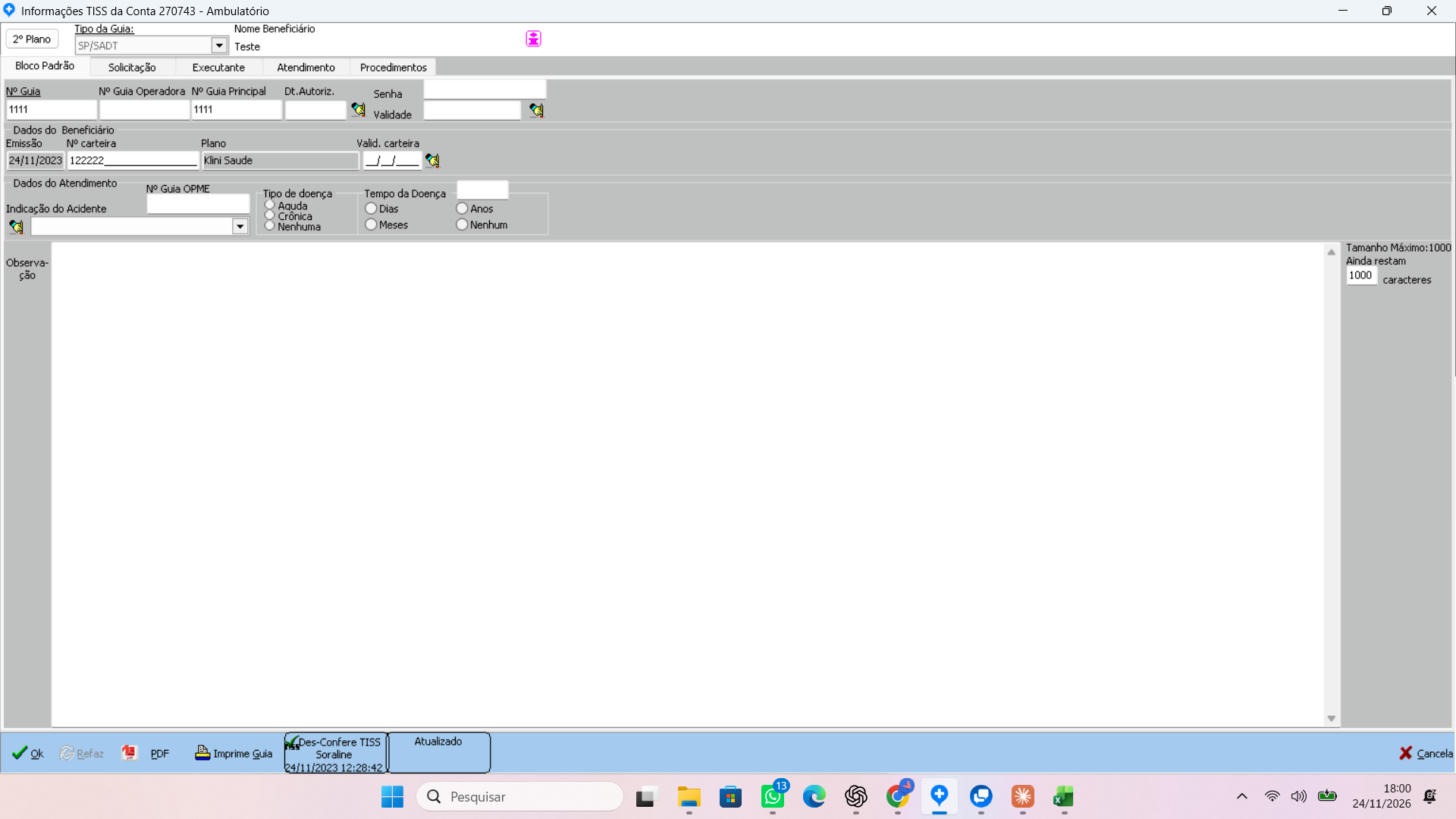 Informações TISS da Conta 270743 - Ambulatório
2º Plano
Tipo da Guia:
SP/SADT
Nome Beneficiário
Teste
Bloco Padrão
Solicitação
Executante
Atendimento
Procedimentos
Nº Guia
Nº Guia Operadora
Nº Guia Principal
Dt.Autoriz.
Senha
1111
1111
Validade
Dados do Beneficiário
Emissão
Nº carteira
Plano
Valid. carteira
24/11/2023
122222______________
Klini Saude
__/__/____
Dados do Atendimento
Nº Guia OPME
Indicação do Acidente
Tipo de doença
Aguda
Crônica
Nenhuma
Tempo da Doença
Dias
Anos
Meses
Nenhum
Observa-
ção
Tamanho Máximo:1000
Ainda restam
1000 caracteres
Ok
Refaz
PDF
Imprime Guia
TISS
Des-Confere TISS
Soraline
24/11/2023 12:28:42
Atualizado
Cancela
Pesquisar
13
18:00
24/11/2026